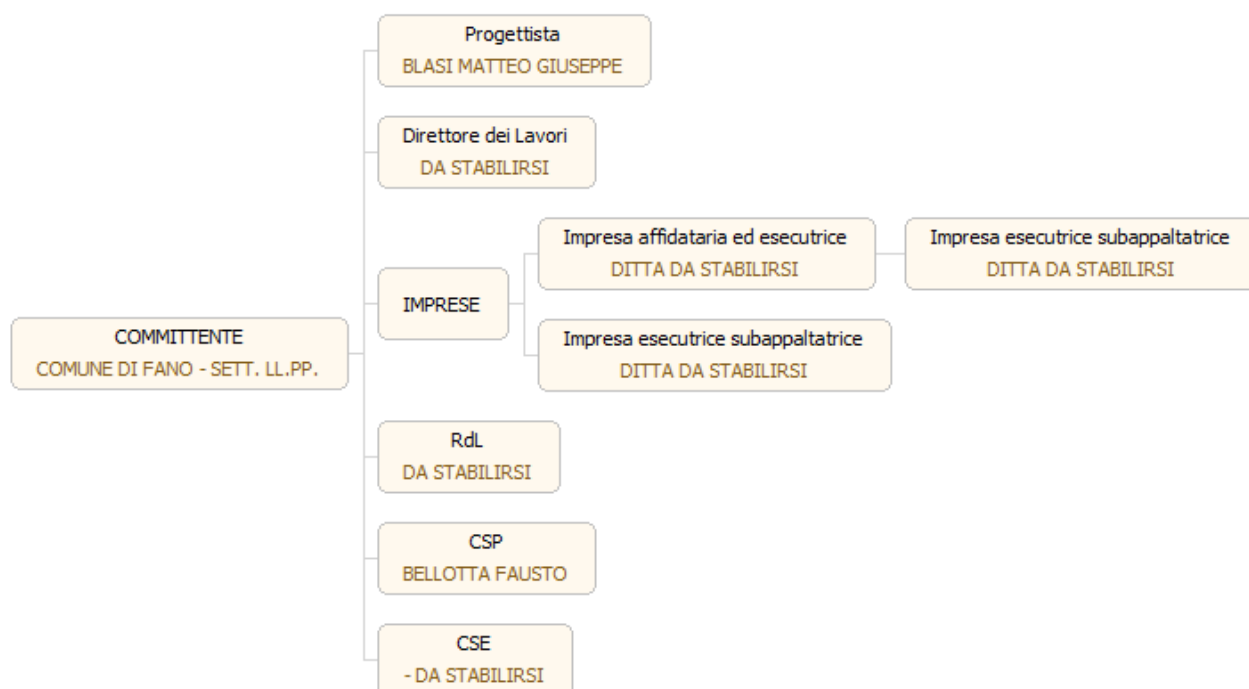 Progettista
BLASI MATTEO GIUSEPPE
Direttore dei Lavori
DA STABILIRSI
Impresa affidataria ed esecutrice
DITTA DA STABILIRSI
Impresa esecutrice subappaltatrice
DITTA DA STABILIRSI
IMPRESE
Impresa esecutrice subappaltatrice
DITTA DA STABILIRSI
COMMITTENTE
COMUNE DI FANO - SETT. LL.PP.
RdL
DA STABILIRSI
CSP
BELLOTTA FAUSTO
CSE
- DA STABILIRSI